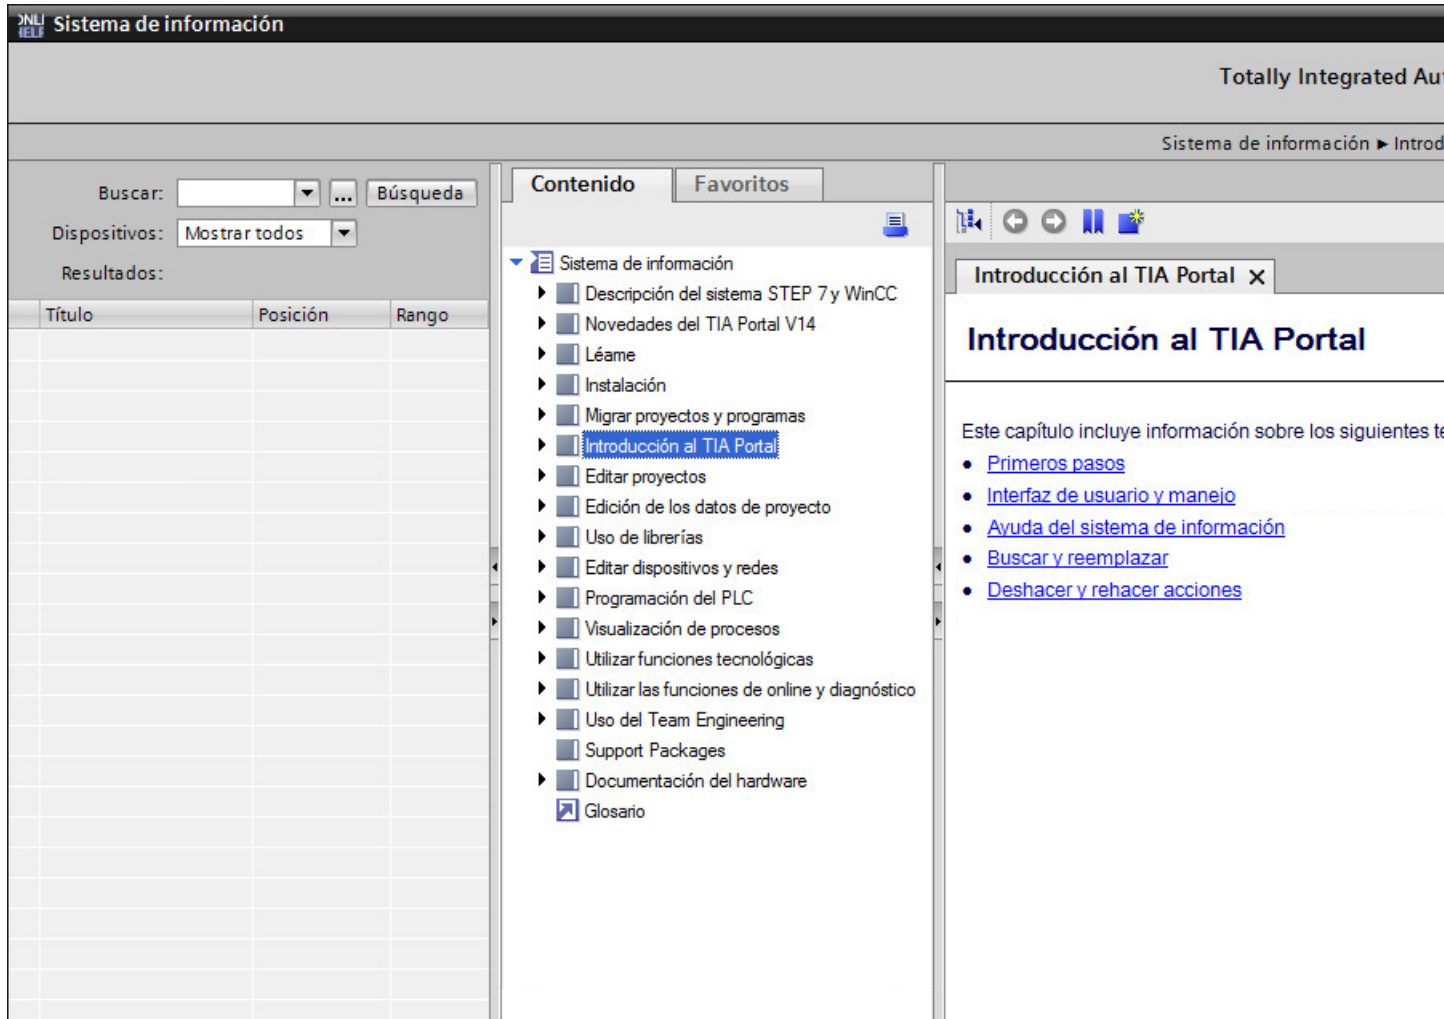 Sistema de información
Totally Integrated Au
Sistema de información ► Introd
Buscar:
...
Búsqueda
Dispositivos:
Mostrar todos
Resultados:
Título
Posición
Rango
Contenido
Favoritos
Sistema de información
Descripción del sistema STEP 7 y WinCC
Novedades del TIA Portal V14
Léame
Instalación
Migrar proyectos y programas
Introducción al TIA Portal
Editar proyectos
Edición de los datos de proyecto
Uso de librerías
Editar dispositivos y redes
Programación del PLC
Visualización de procesos
Utilizar funciones tecnológicas
Utilizar las funciones de online y diagnóstico
Uso del Team Engineering
Support Packages
Documentación del hardware
Glosario
Introducción al TIA Portal X
Introducción al TIA Portal
Este capítulo incluye información sobre los siguientes te
• Primeros pasos
• Interfaz de usuario y manejo
• Ayuda del sistema de información
• Buscar y reemplazar
• Deshacer y rehacer acciones